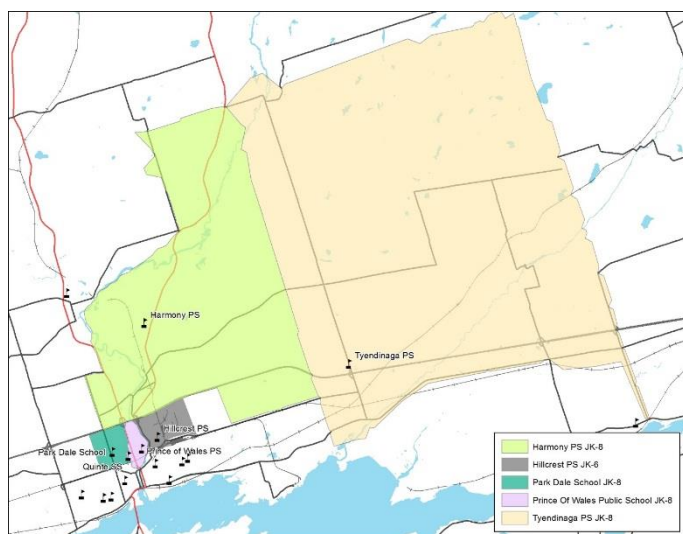 Harmony PS
Tyendinaga PS
Hillcrest PS
Park Dale School
Prince of Wales PS
Quinte SS
Harmony PS JK-8
Hillcrest PS JK-6
Park Dale School JK-8
Prince Of Wales Public School JK-8
Tyendinaga PS JK-8